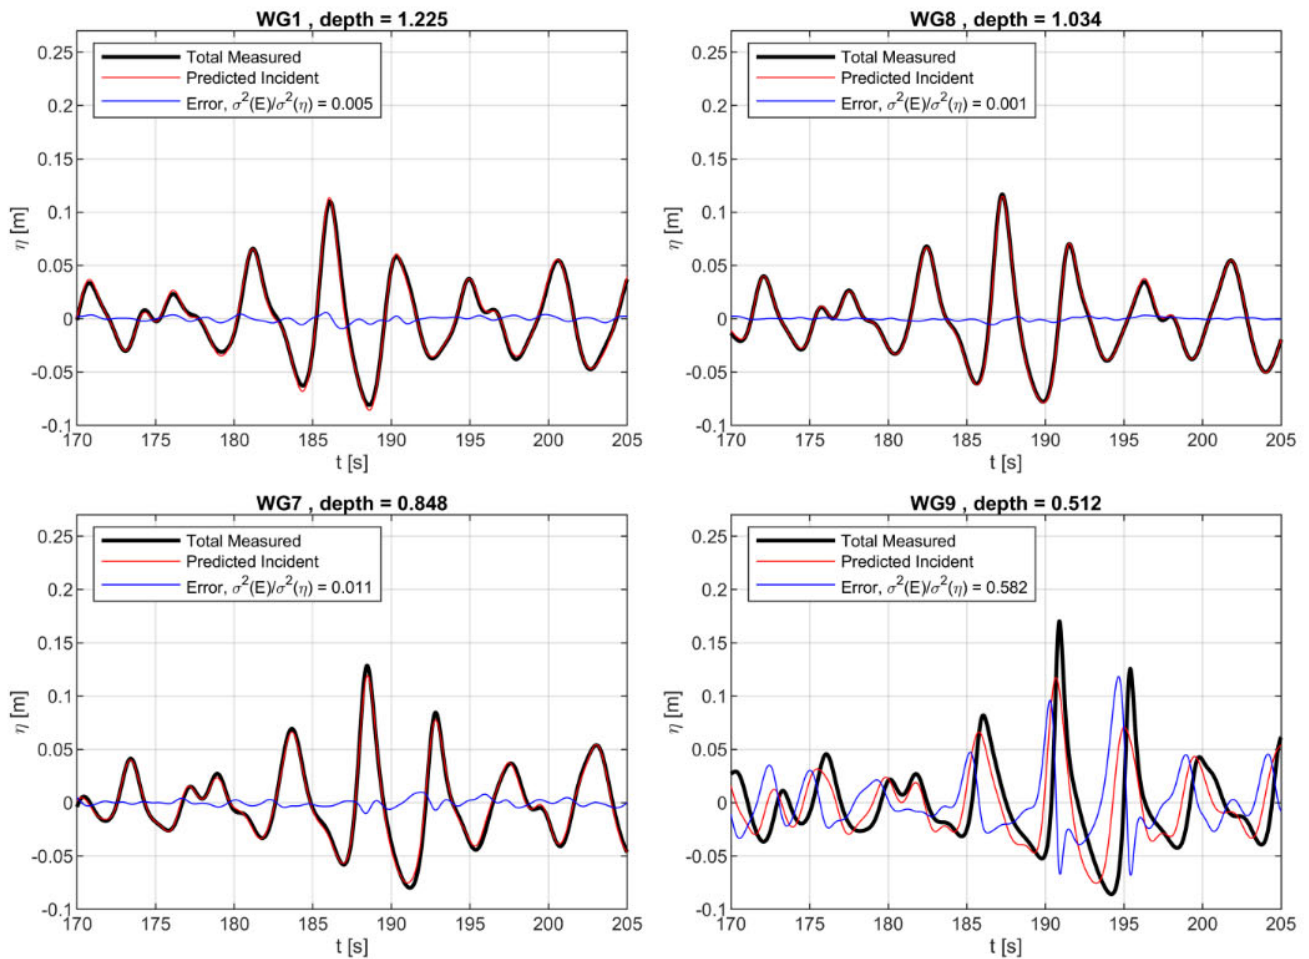 WG1 , depth = 1.225
0.25
0.2
0.15
0.1
0.05
0
-0.05
-0.1
η [m]
Total Measured
Predicted Incident
Error, σ²(E)/σ²(η) = 0.005
170 175 180 185 190 195 200 205
t [s]
WG8 , depth = 1.034
0.25
0.2
0.15
0.1
0.05
0
-0.05
-0.1
η [m]
Total Measured
Predicted Incident
Error, σ²(E)/σ²(η) = 0.001
170 175 180 185 190 195 200 205
t [s]
WG7 , depth = 0.848
0.25
0.2
0.15
0.1
0.05
0
-0.05
-0.1
η [m]
Total Measured
Predicted Incident
Error, σ²(E)/σ²(η) = 0.011
170 175 180 185 190 195 200 205
t [s]
WG9 , depth = 0.512
0.25
0.2
0.15
0.1
0.05
0
-0.05
-0.1
η [m]
Total Measured
Predicted Incident
Error, σ²(E)/σ²(η) = 0.582
170 175 180 185 190 195 200 205
t [s]